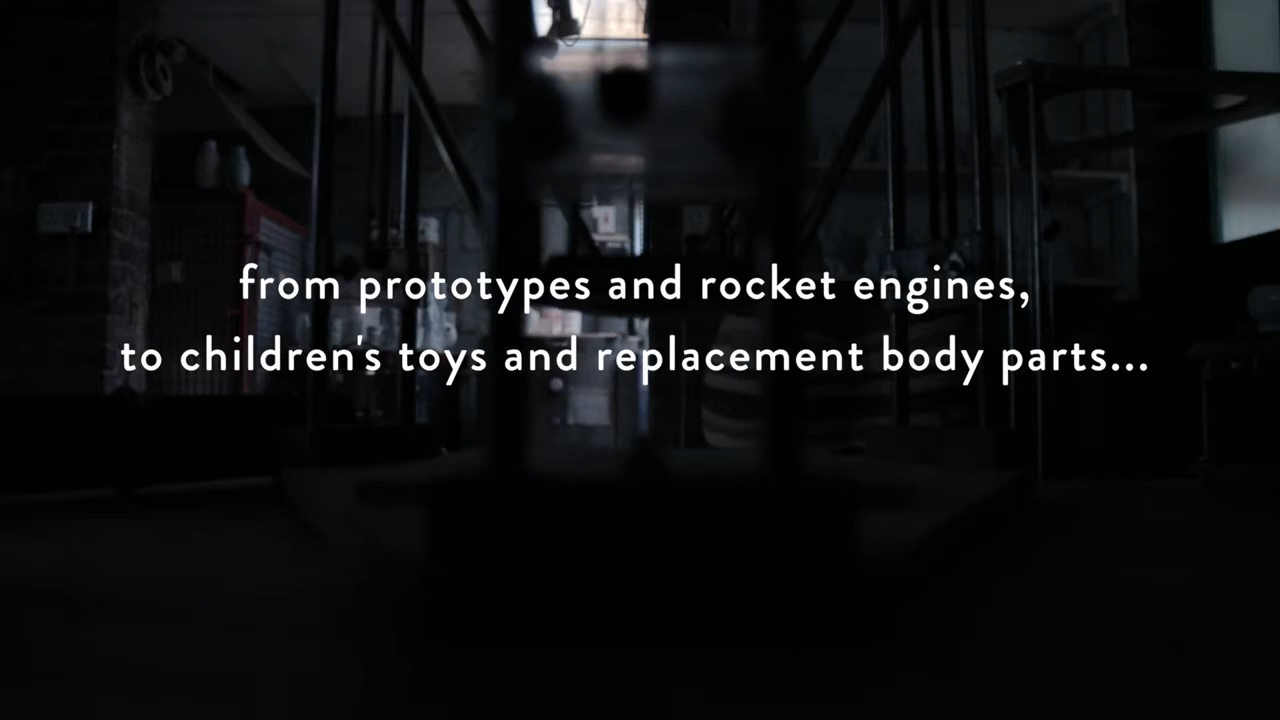 from prototypes and rocket engines,
to children's toys and replacement body parts...